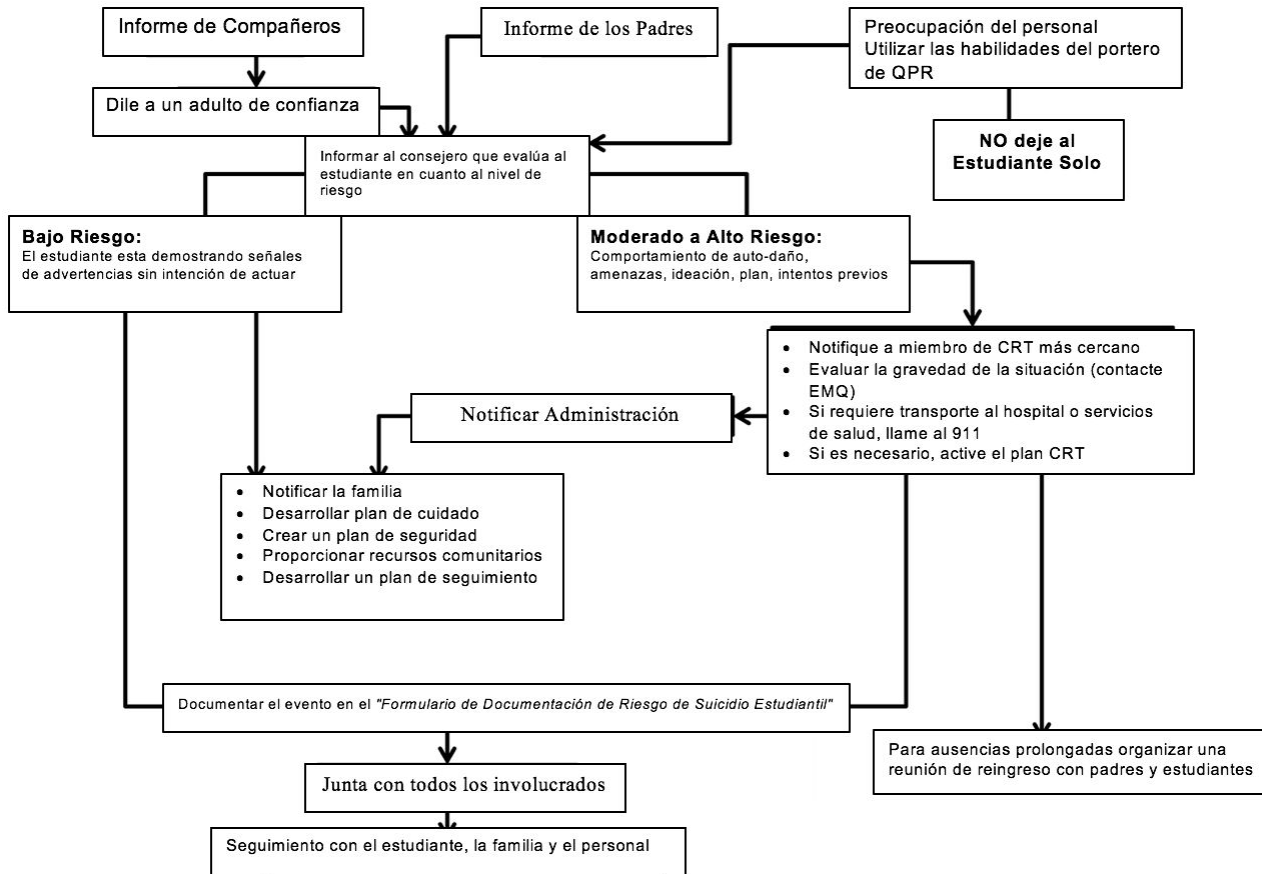 Informe de Compañeros
Informe de los Padres
Preocupación del personal
Utilizar las habilidades del portero
de QPR
Dile a un adulto de confianza
NO deje al
Estudiante Solo
Informar al consejero que evalúa al
estudiante en cuanto al nivel de
riesgo
Bajo Riesgo:
El estudiante esta demostrando señales
de advertencias sin intención de actuar
Moderado a Alto Riesgo:
Comportamiento de auto-daño,
amenazas, ideación, plan, intentos previos
• Notifique a miembro de CRT más cercano
• Evaluar la gravedad de la situación (contacte
EMQ)
• Si requiere transporte al hospital o servicios
de salud, llame al 911
• Si es necesario, active el plan CRT
Notificar Administración
• Notificar la familia
• Desarrollar plan de cuidado
• Crear un plan de seguridad
• Proporcionar recursos comunitarios
• Desarrollar un plan de seguimiento
Documentar el evento en el "Formulario de Documentación de Riesgo de Suicidio Estudiantil"
Para ausencias prolongadas organizar una
reunión de reingreso con padres y estudiantes
Junta con todos los involucrados
Seguimiento con el estudiante, la familia y el personal